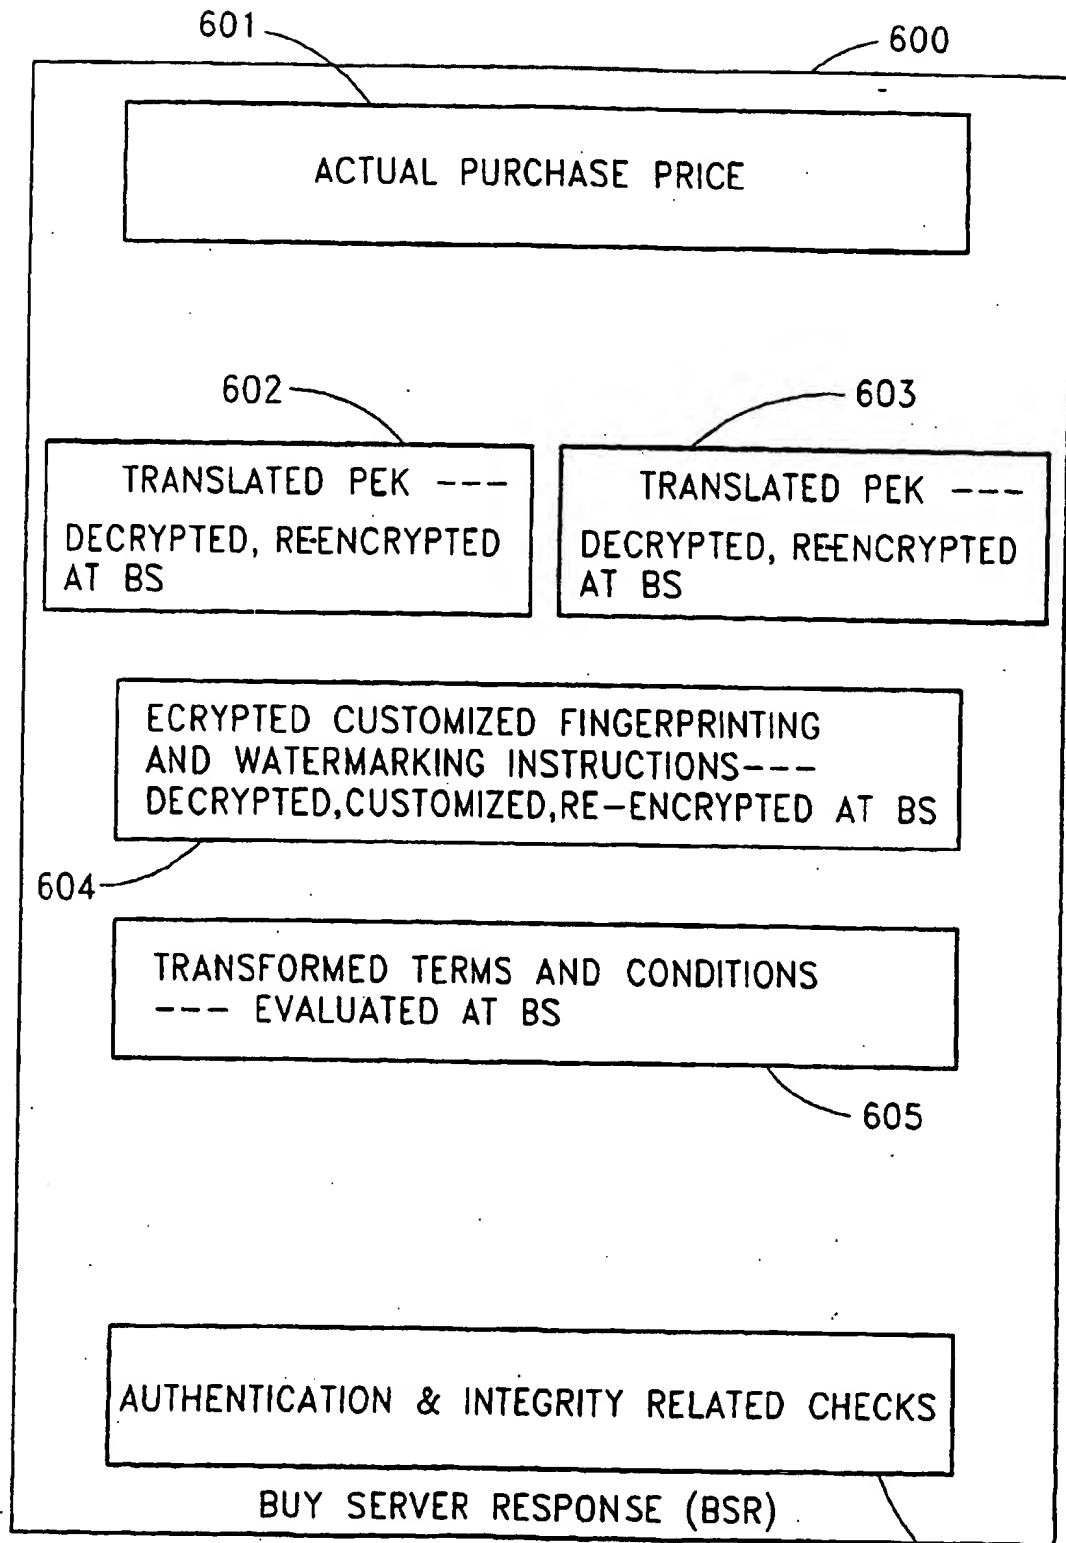 601
600
ACTUAL PURCHASE PRICE
602
603
TRANSLATED PEK ---
DECRYPTED, RE-ENCRYPTED
AT BS
TRANSLATED PEK ---
DECRYPTED, RE-ENCRYPTED
AT BS
ECRYPTED CUSTOMIZED FINGERPRINTING
AND WATERMARKING INSTRUCTIONS---
DECRYPTED,CUSTOMIZED,RE-ENCRYPTED AT BS
604
TRANSFORMED TERMS AND CONDITIONS
--- EVALUATED AT BS
605
AUTHENTICATION & INTEGRITY RELATED CHECKS
BUY SERVER RESPONSE (BSR)